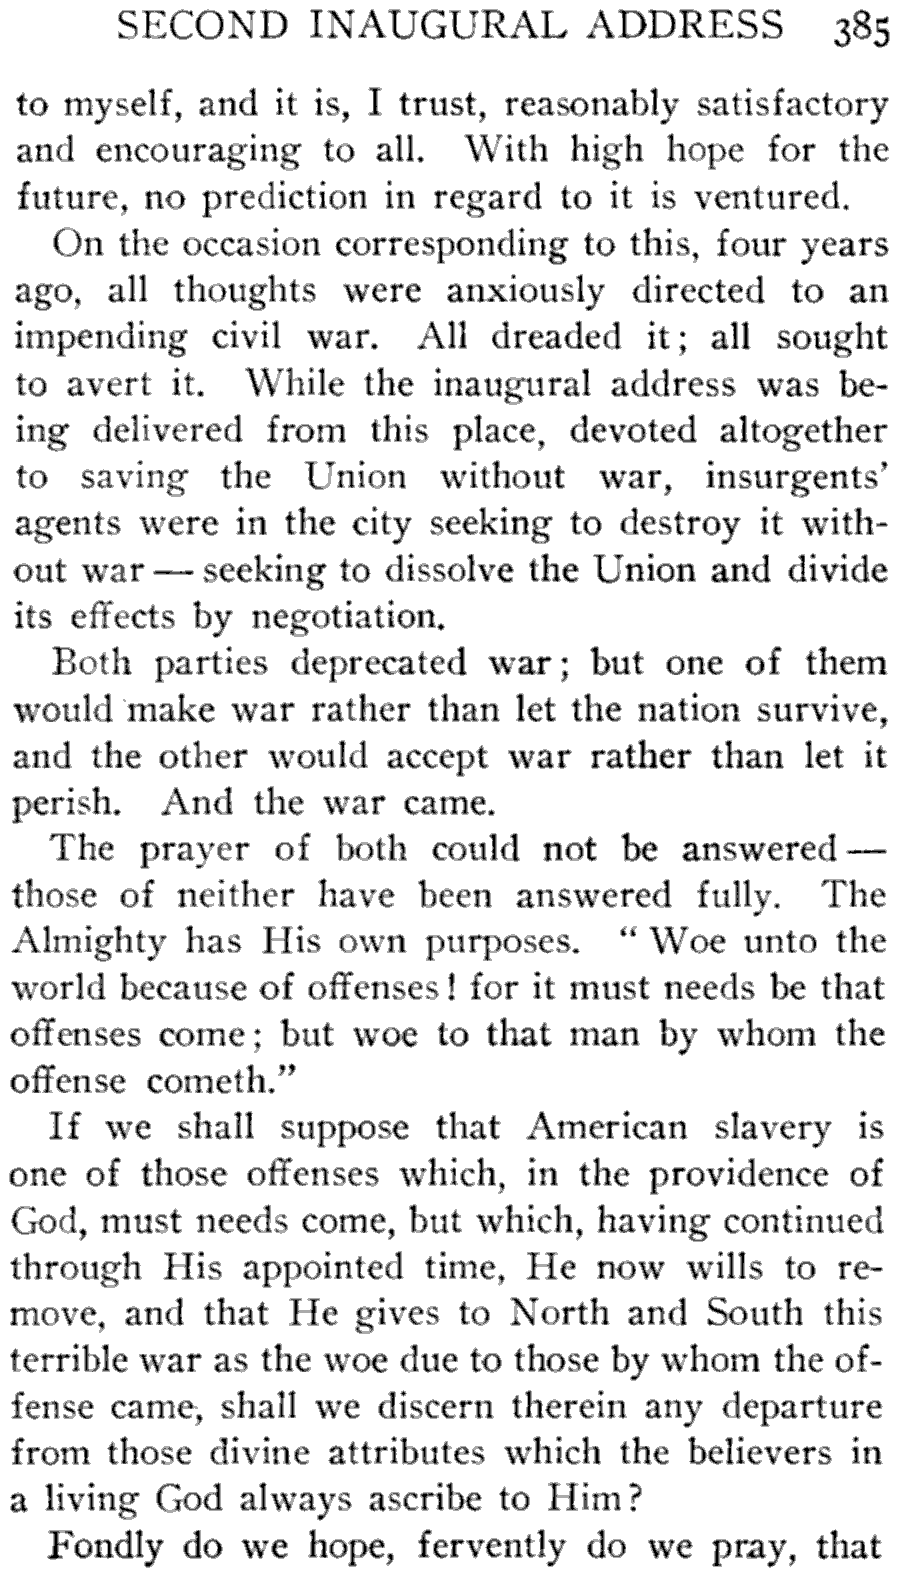 SECOND INAUGURAL ADDRESS 385
to myself, and it is, I trust, reasonably satisfactory
and encouraging to all. With high hope for the
future, no prediction in regard to it is ventured.
On the occasion corresponding to this, four years
ago, all thoughts were anxiously directed to an
impending civil war. All dreaded it; all sought
to avert it. While the inaugural address was be-
ing delivered from this place, devoted altogether
to saving the Union without war, insurgents'
agents were in the city seeking to destroy it with-
out war — seeking to dissolve the Union and divide
its effects by negotiation.
Both parties deprecated war; but one of them
would make war rather than let the nation survive,
and the other would accept war rather than let it
perish. And the war came.
The prayer of both could not be answered —
those of neither have been answered fully. The
Almighty has His own purposes. "Woe unto the
world because of offenses! for it must needs be that
offenses come; but woe to that man by whom the
offense cometh."
If we shall suppose that American slavery is
one of those offenses which, in the providence of
God, must needs come, but which, having continued
through His appointed time, He now wills to re-
move, and that He gives to North and South this
terrible war as the woe due to those by whom the of-
fense came, shall we discern therein any departure
from those divine attributes which the believers in
a living God always ascribe to Him?
Fondly do we hope, fervently do we pray, that